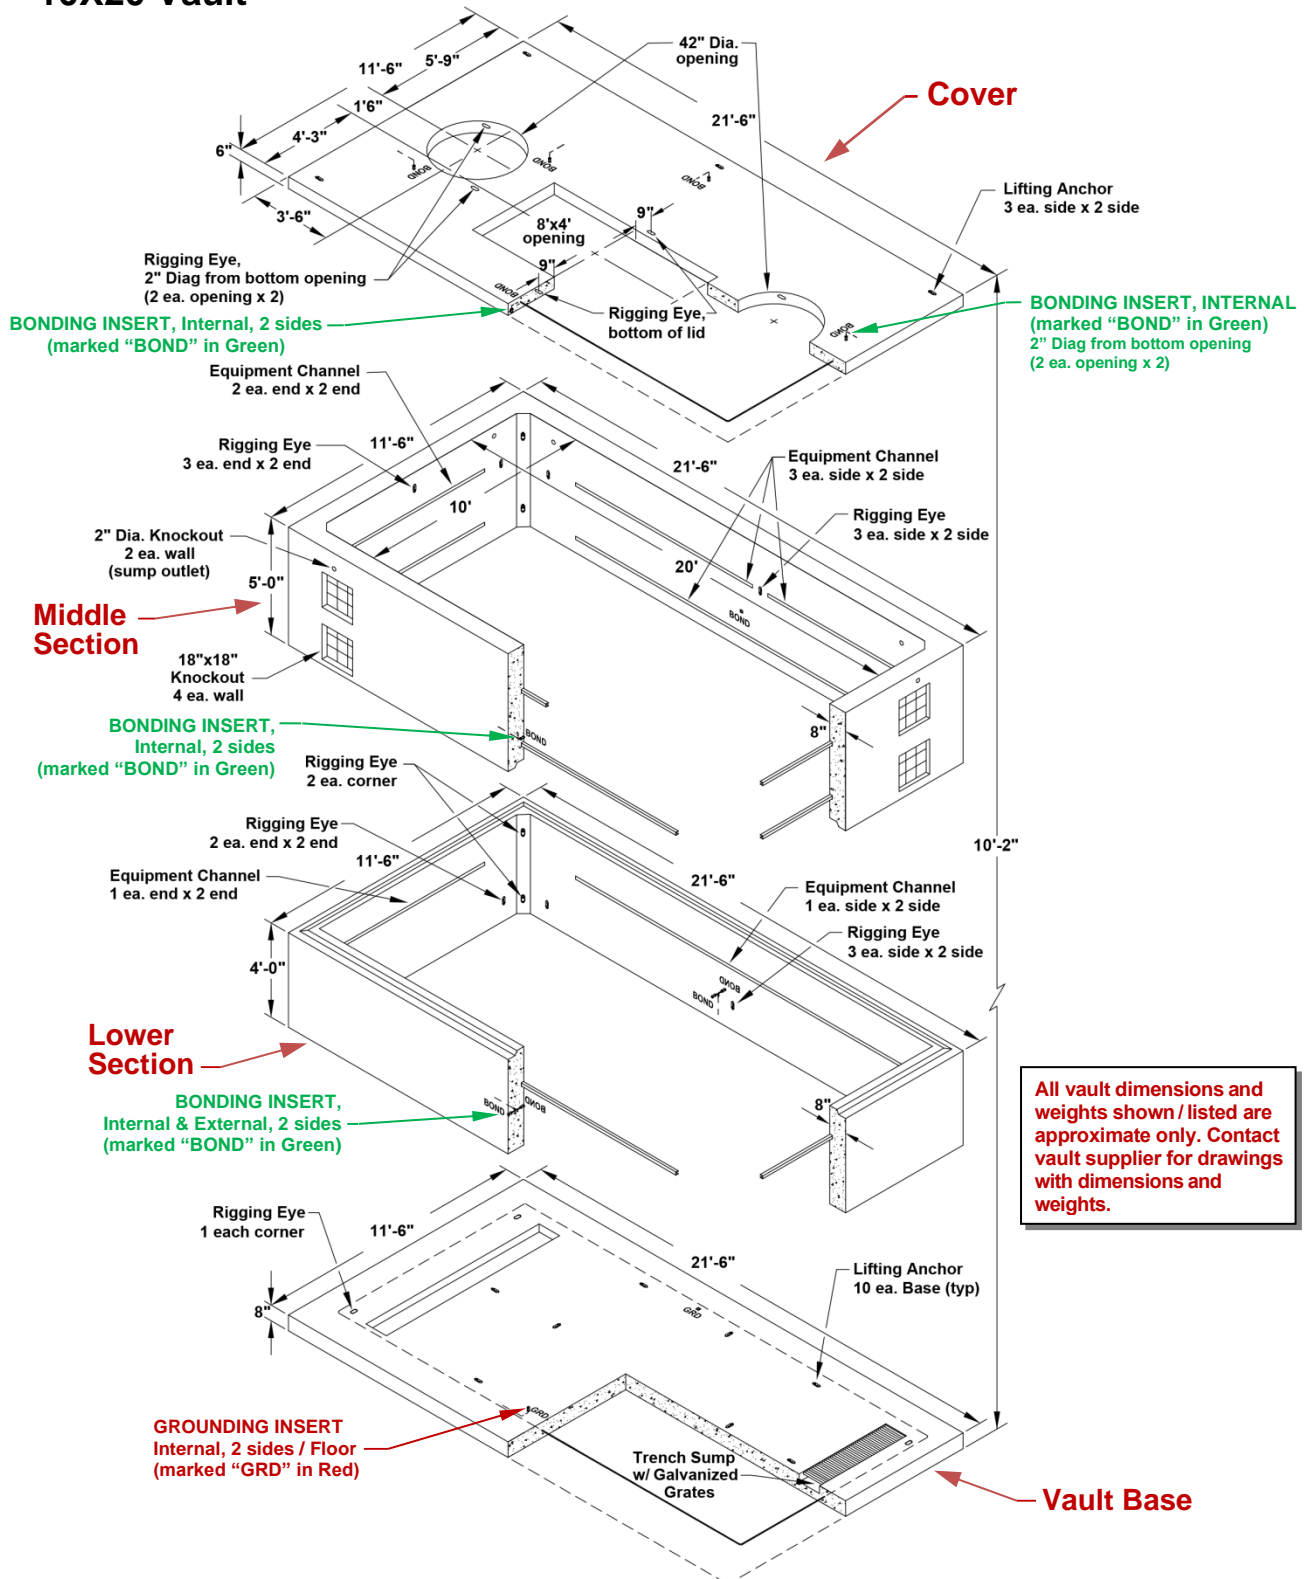 10X20 Vault
42" Dia.
opening
5'-9"
11'-6"
1'6"
4'-3"
6"
3'-6"
21'-6"
Cover
BOND
BOND
BOND
Lifting Anchor
3 ea. side x 2 side
9"
8'x4'
opening
9"
Rigging Eye,
2" Diag from bottom opening
(2 ea. opening x 2)
BOND
Rigging Eye,
bottom of lid
BOND
BONDING INSERT, Internal, 2 sides
(marked “BOND” in Green)
BONDING INSERT, INTERNAL
(marked “BOND” in Green)
2” Diag from bottom opening
(2 ea. opening x 2)
Equipment Channel
2 ea. end x 2 end
11'-6"
Rigging Eye
3 ea. end x 2 end
21'-6"
Equipment Channel
3 ea. side x 2 side
10'
Rigging Eye
3 ea. side x 2 side
2" Dia. Knockout
2 ea. wall
(sump outlet)
5'-0"
20'
BOND
Middle
Section
18"x18"
Knockout
4 ea. wall
8"
BONDING INSERT,
Internal, 2 sides
(marked “BOND” in Green)
BOND
Rigging Eye
2 ea. corner
Rigging Eye
2 ea. end x 2 end
11'-6"
10'-2"
Equipment Channel
1 ea. end x 2 end
21'-6"
Equipment Channel
1 ea. side x 2 side
Rigging Eye
3 ea. side x 2 side
4'-0"
BOND
BOND
Lower
Section
BONDING INSERT,
Internal & External, 2 sides
(marked “BOND” in Green)
BOND
BOND
8"
All vault dimensions and
weights shown / listed are
approximate only. Contact
vault supplier for drawings
with dimensions and
weights.
Rigging Eye
1 each corner
11'-6"
21'-6"
Lifting Anchor
10 ea. Base (typ)
8"
GRD
GRD
GROUNDING INSERT
Internal, 2 sides / Floor
(marked “GRD” in Red)
Trench Sump
w/ Galvanized
Grates
Vault Base